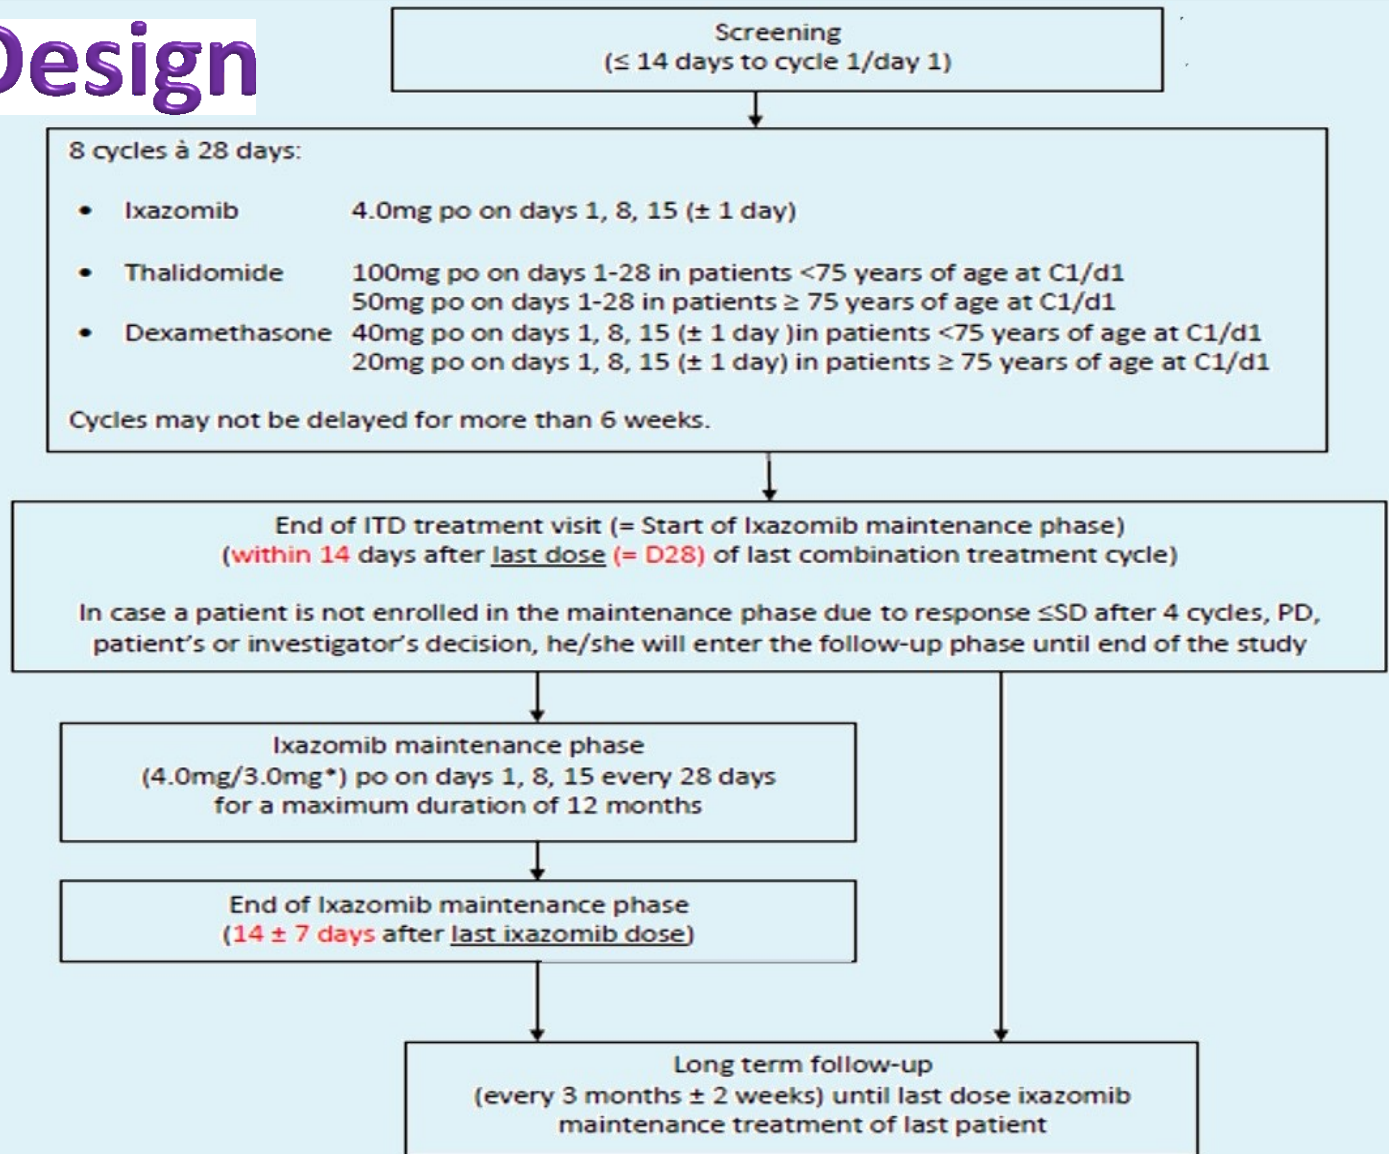 Design
Screening
(≤ 14 days to cycle 1/day 1)
8 cycles à 28 days:
• Ixazomib 4.0mg po on days 1, 8, 15 (± 1 day)
• Thalidomide 100mg po on days 1-28 in patients <75 years of age at C1/d1
50mg po on days 1-28 in patients ≥ 75 years of age at C1/d1
• Dexamethasone 40mg po on days 1, 8, 15 (± 1 day )in patients <75 years of age at C1/d1
20mg po on days 1, 8, 15 (± 1 day) in patients ≥ 75 years of age at C1/d1
Cycles may not be delayed for more than 6 weeks.
End of ITD treatment visit (= Start of Ixazomib maintenance phase)
(within 14 days after last dose (= D28) of last combination treatment cycle)
In case a patient is not enrolled in the maintenance phase due to response ≤SD after 4 cycles, PD,
patient's or investigator's decision, he/she will enter the follow-up phase until end of the study
Ixazomib maintenance phase
(4.0mg/3.0mg*) po on days 1, 8, 15 every 28 days
for a maximum duration of 12 months
End of Ixazomib maintenance phase
(14 ± 7 days after last ixazomib dose)
Long term follow-up
(every 3 months ± 2 weeks) until last dose ixazomib
maintenance treatment of last patient